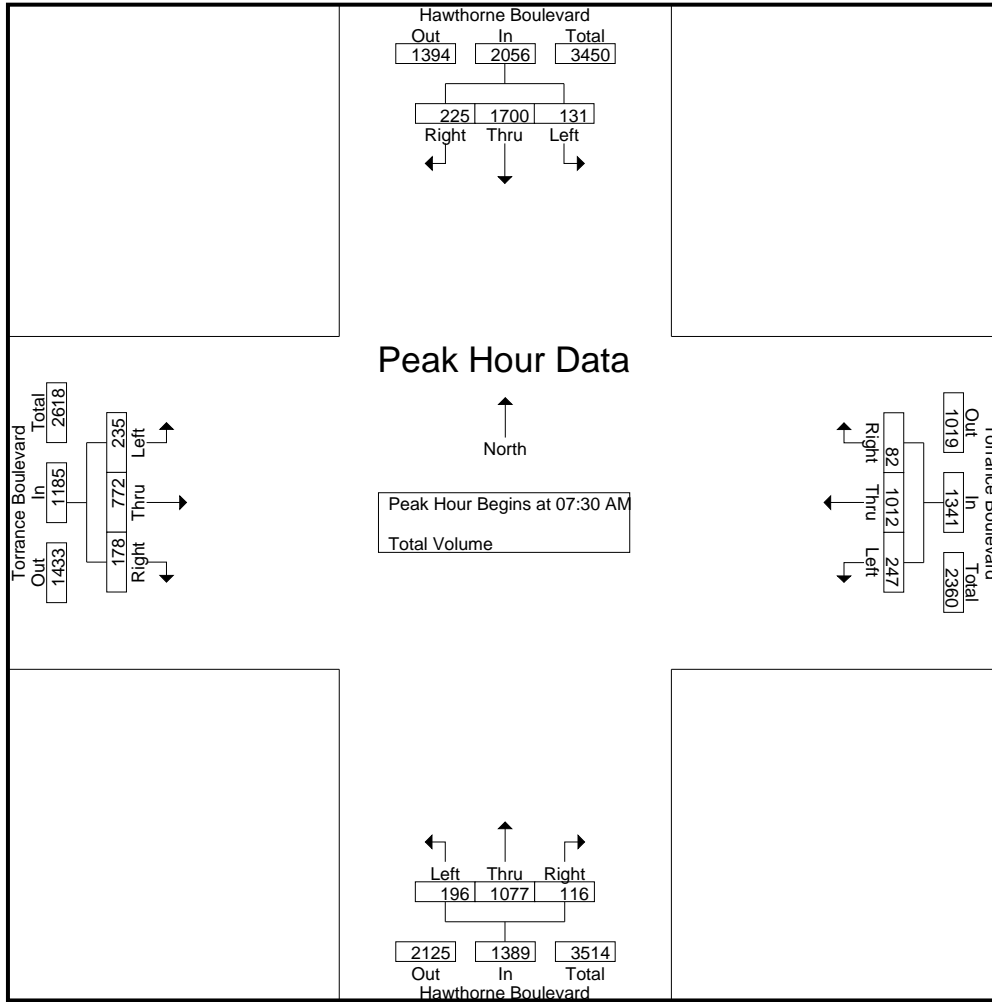 Hawthorne Boulevard
Out In Total
1394 2056 3450
225 1700 131
Right Thru Left
Peak Hour Data
North
Peak Hour Begins at 07:30 AM
Total Volume
Torrance Boulevard
Out In Total
1433 1185 2618
235 772 178
Left Thru Right
Torrance Boulevard
Out In Total
1019 1341 2360
82 1012 247
Right Thru Left
Left Thru Right
196 1077 116
2125 1389 3514
Out In Total
Hawthorne Boulevard